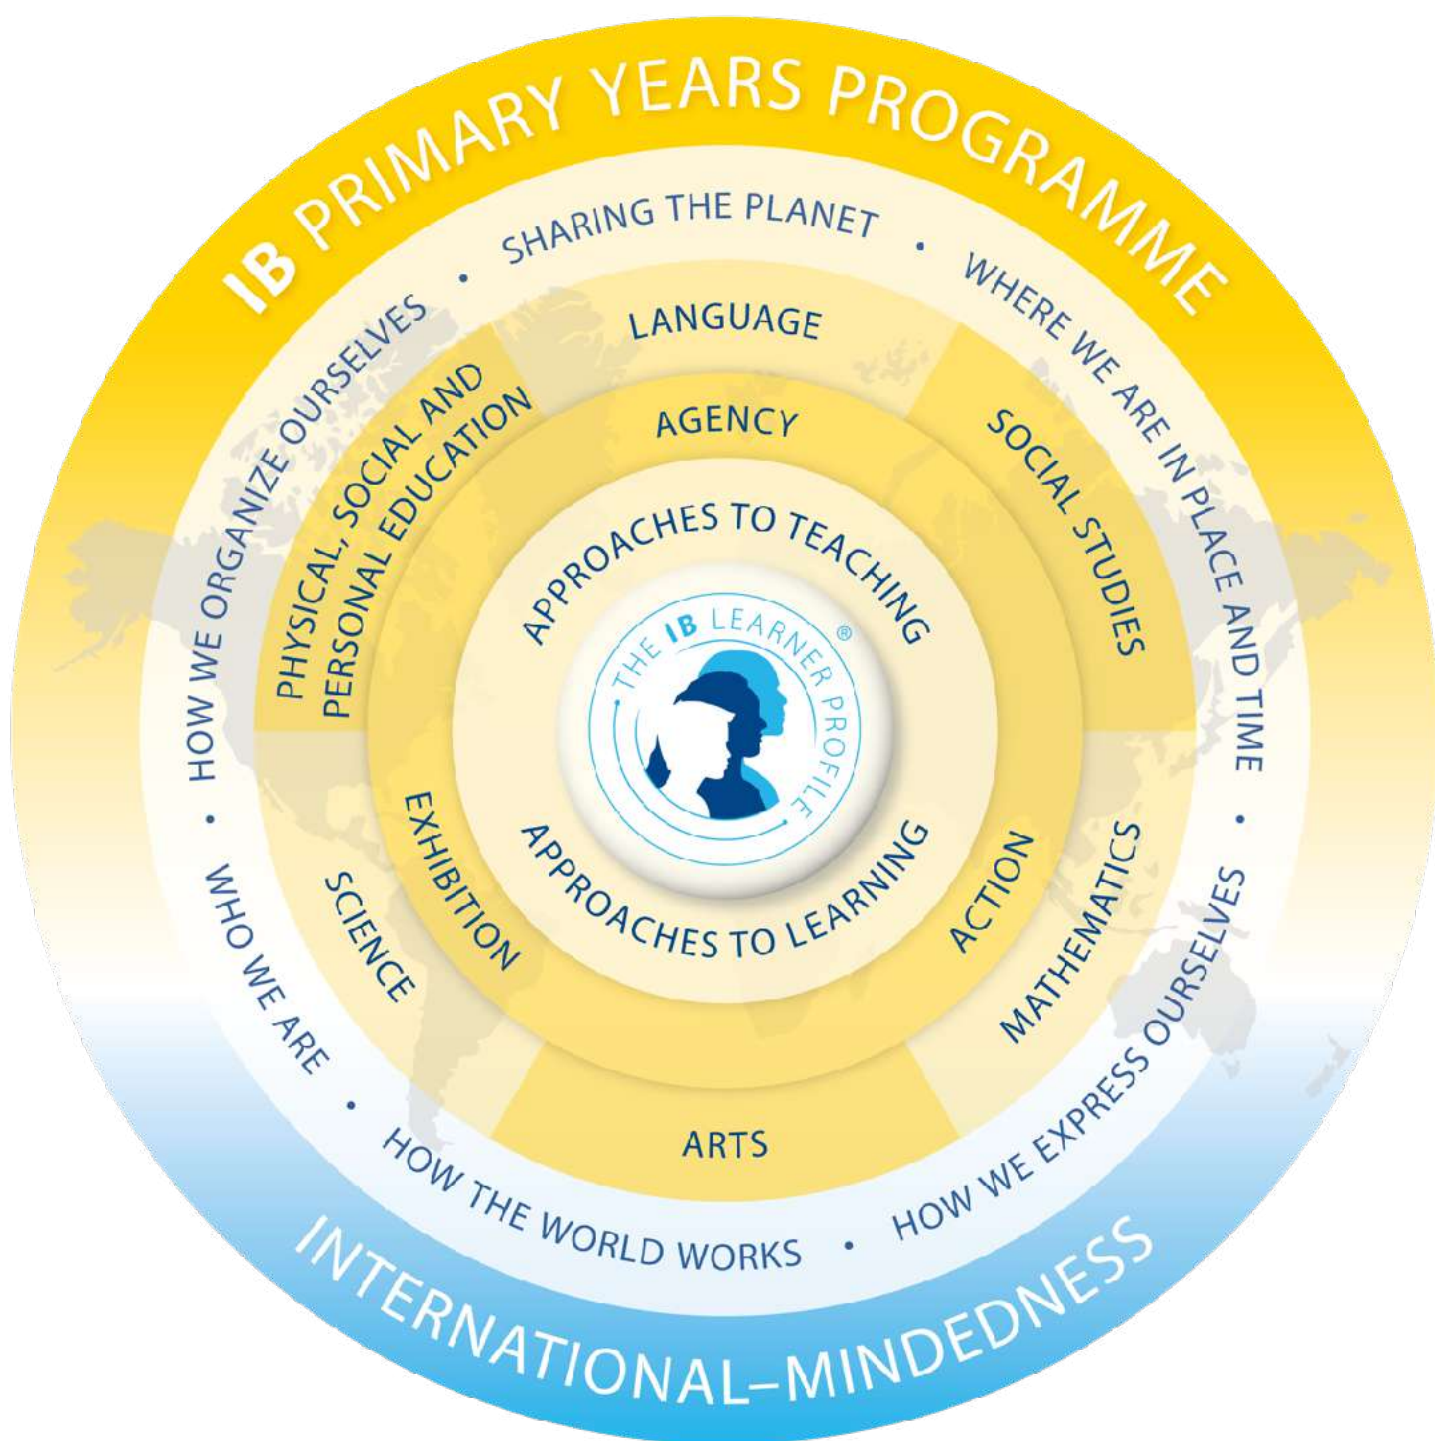 IB PRIMARY YEARS PROGRAMME
SHARING THE PLANET
•
WHERE WE ARE IN PLACE AND TIME
•
HOW WE EXPRESS OURSELVES
•
HOW THE WORLD WORKS
•
WHO WE ARE
•
HOW WE ORGANIZE OURSELVES
•
LANGUAGE
SOCIAL STUDIES
MATHEMATICS
ARTS
SCIENCE
PHYSICAL, SOCIAL AND
PERSONAL EDUCATION
AGENCY
ACTION
EXHIBITION
APPROACHES TO TEACHING
THE IB LEARNER PROFILE ®
APPROACHES TO LEARNING
INTERNATIONAL–MINDEDNESS